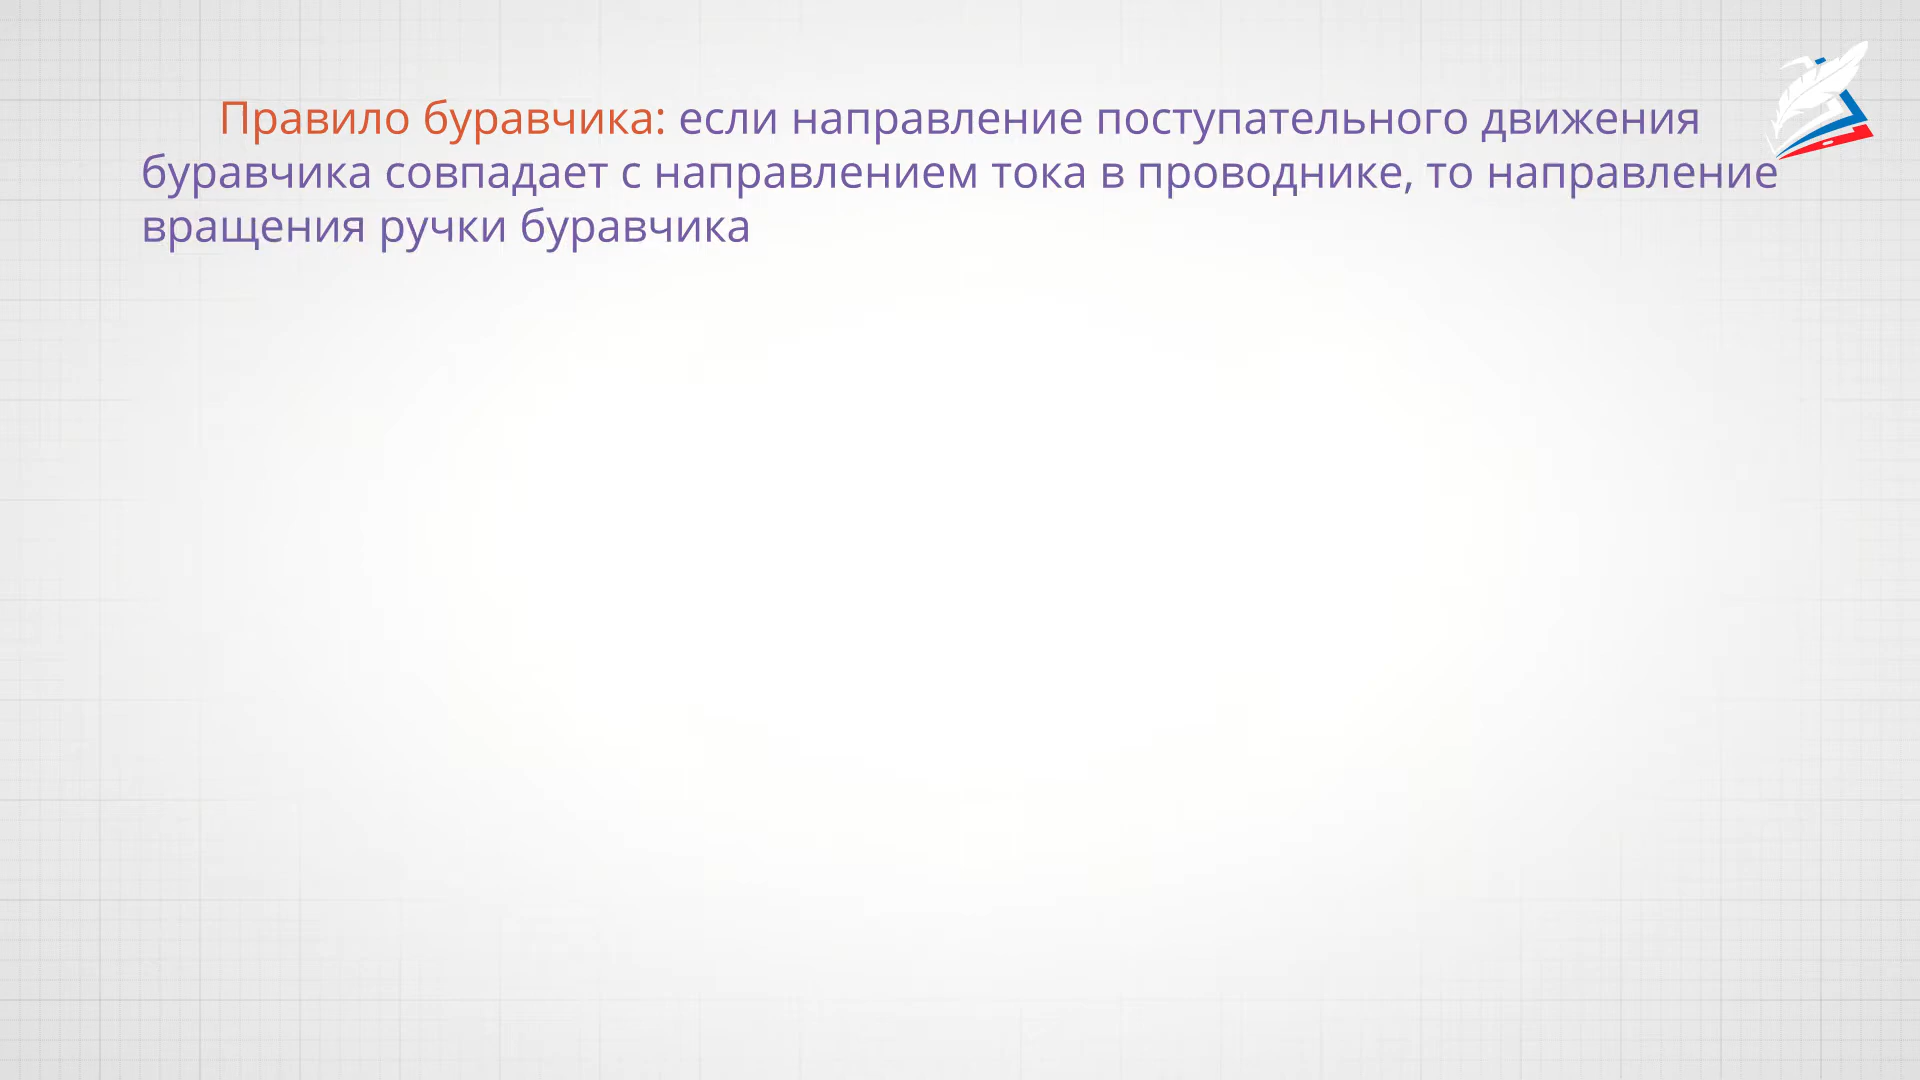 Правило буравчика: если направление поступательного движения
буравчика совпадает с направлением тока в проводнике, то направление
вращения ручки буравчика